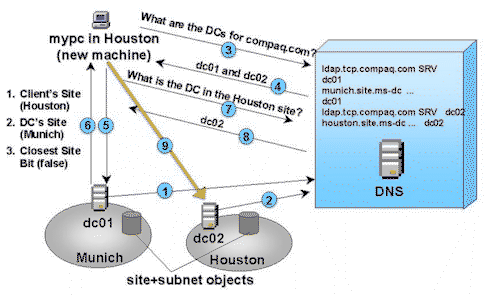 mypc in Houston
(new machine)
What are the DCs for compaq.com?
3
dc01 and dc02
4
What is the DC in the Houston site?
7
dc02
8
1. Client's Site
(Houston)
2. DC's Site
(Munich)
3. Closest Site
Bit (false)
6
5
9
ldap.tcp.compaq.com SRV
dc01
munich.site.ms-dc ...
dc01
ldap.tcp.compaq.com SRV dc02
houston.site.ms-dc ... dc02
DNS
1
2
dc01
Munich
dc02
Houston
site+subnet objects